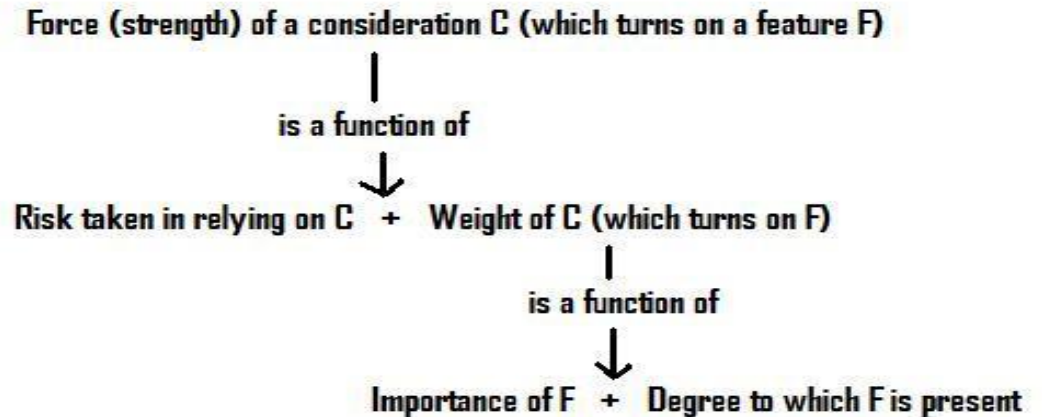 Force (strength) of a consideration C (which turns on a feature F)
is a function of
Risk taken in relying on C + Weight of C (which turns on F)
is a function of
Importance of F + Degree to which F is present